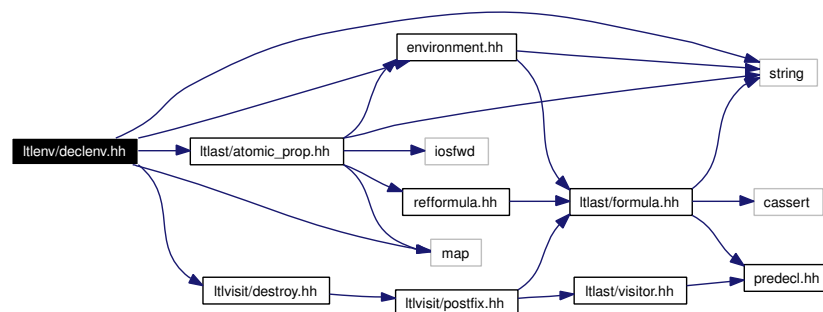 environment.hh
string
ltlenv/declenv.hh
ltlast/atomic_prop.hh
iosfwd
refformula.hh
ltlast/formula.hh
cassert
map
predecl.hh
ltlvisit/destroy.hh
ltlvisit/postfix.hh
ltlast/visitor.hh